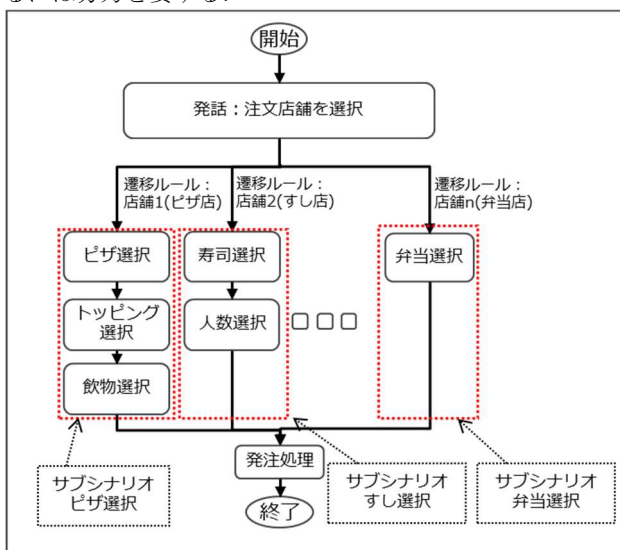 開始
発話：注文店舗を選択
遷移ルール：
店舗1(ピザ店)
遷移ルール：
店舗2(すし店)
遷移ルール：
店舗n(弁当店)
ピザ選択
トッピング
選択
飲物選択
寿司選択
人数選択
弁当選択
発注処理
終了
サブシナリオ
ピザ選択
サブシナリオ
すし選択
サブシナリオ
弁当選択